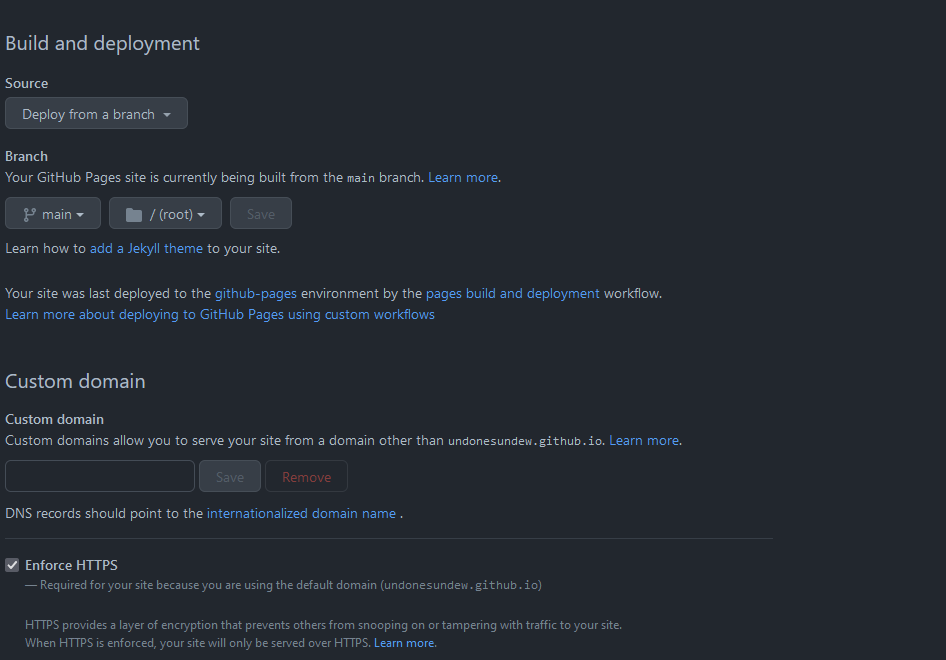 Build and deployment
Source
Deploy from a branch
Branch
Your GitHub Pages site is currently being built from the main branch. Learn more.
main / (root) Save
Learn how to add a Jekyll theme to your site.
Your site was last deployed to the github-pages environment by the pages build and deployment workflow.
Learn more about deploying to GitHub Pages using custom workflows
Custom domain
Custom domain
Custom domains allow you to serve your site from a domain other than undonesundew.github.io. Learn more.
Save Remove
DNS records should point to the internationalized domain name .
Enforce HTTPS
— Required for your site because you are using the default domain (undonesundew.github.io)
HTTPS provides a layer of encryption that prevents others from snooping on or tampering with traffic to your site.
When HTTPS is enforced, your site will only be served over HTTPS. Learn more.